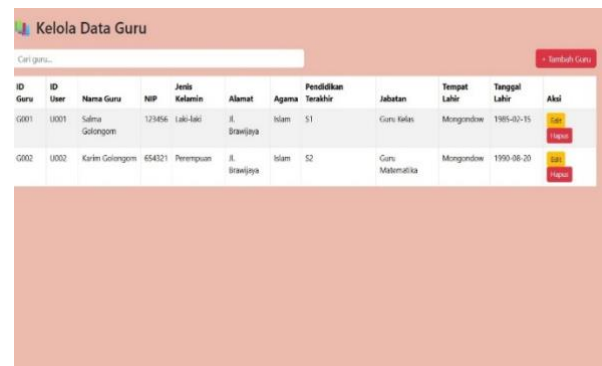 Kelola Data Guru
Cari guru...
+ Tambah Guru
ID Guru ID User Nama Guru NIP Jenis Kelamin Alamat Agama Pendidikan Terakhir Jabatan Tempat Lahir Tanggal Lahir Aksi
G001 U001 Salma Golongom 123456 Laki-laki Jl. Brawijaya Islam S1 Guru Kelas Mongondow 1985-02-15 Edit
Hapus
G002 U002 Karim Golongom 654321 Perempuan Jl. Brawijaya Islam S2 Guru Matematika Mongondow 1990-08-20 Edit
Hapus